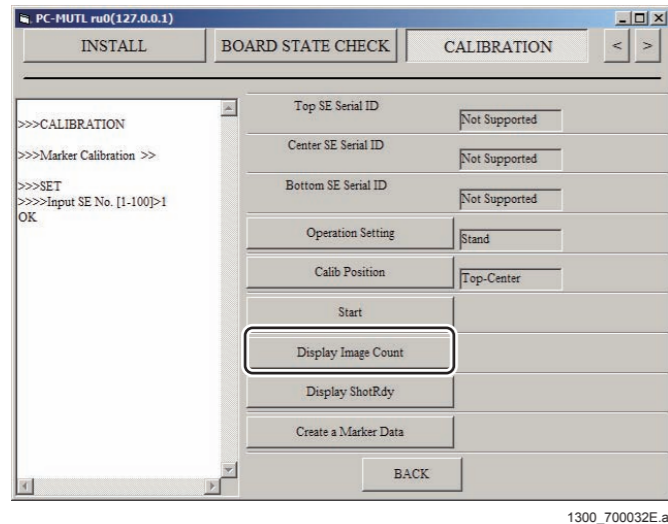 PC-MUTL ru0(127.0.0.1)
INSTALL
BOARD STATE CHECK
CALIBRATION
<
>
>>>CALIBRATION
>>>Marker Calibration >>
>>>SET
>>>>Input SE No. [1-100]>1
OK
Top SE Serial ID
Not Supported
Center SE Serial ID
Not Supported
Bottom SE Serial ID
Not Supported
Operation Setting
Stand
Calib Position
Top-Center
Start
Display Image Count
Display ShotRdy
Create a Marker Data
BACK
1300_700032E.a